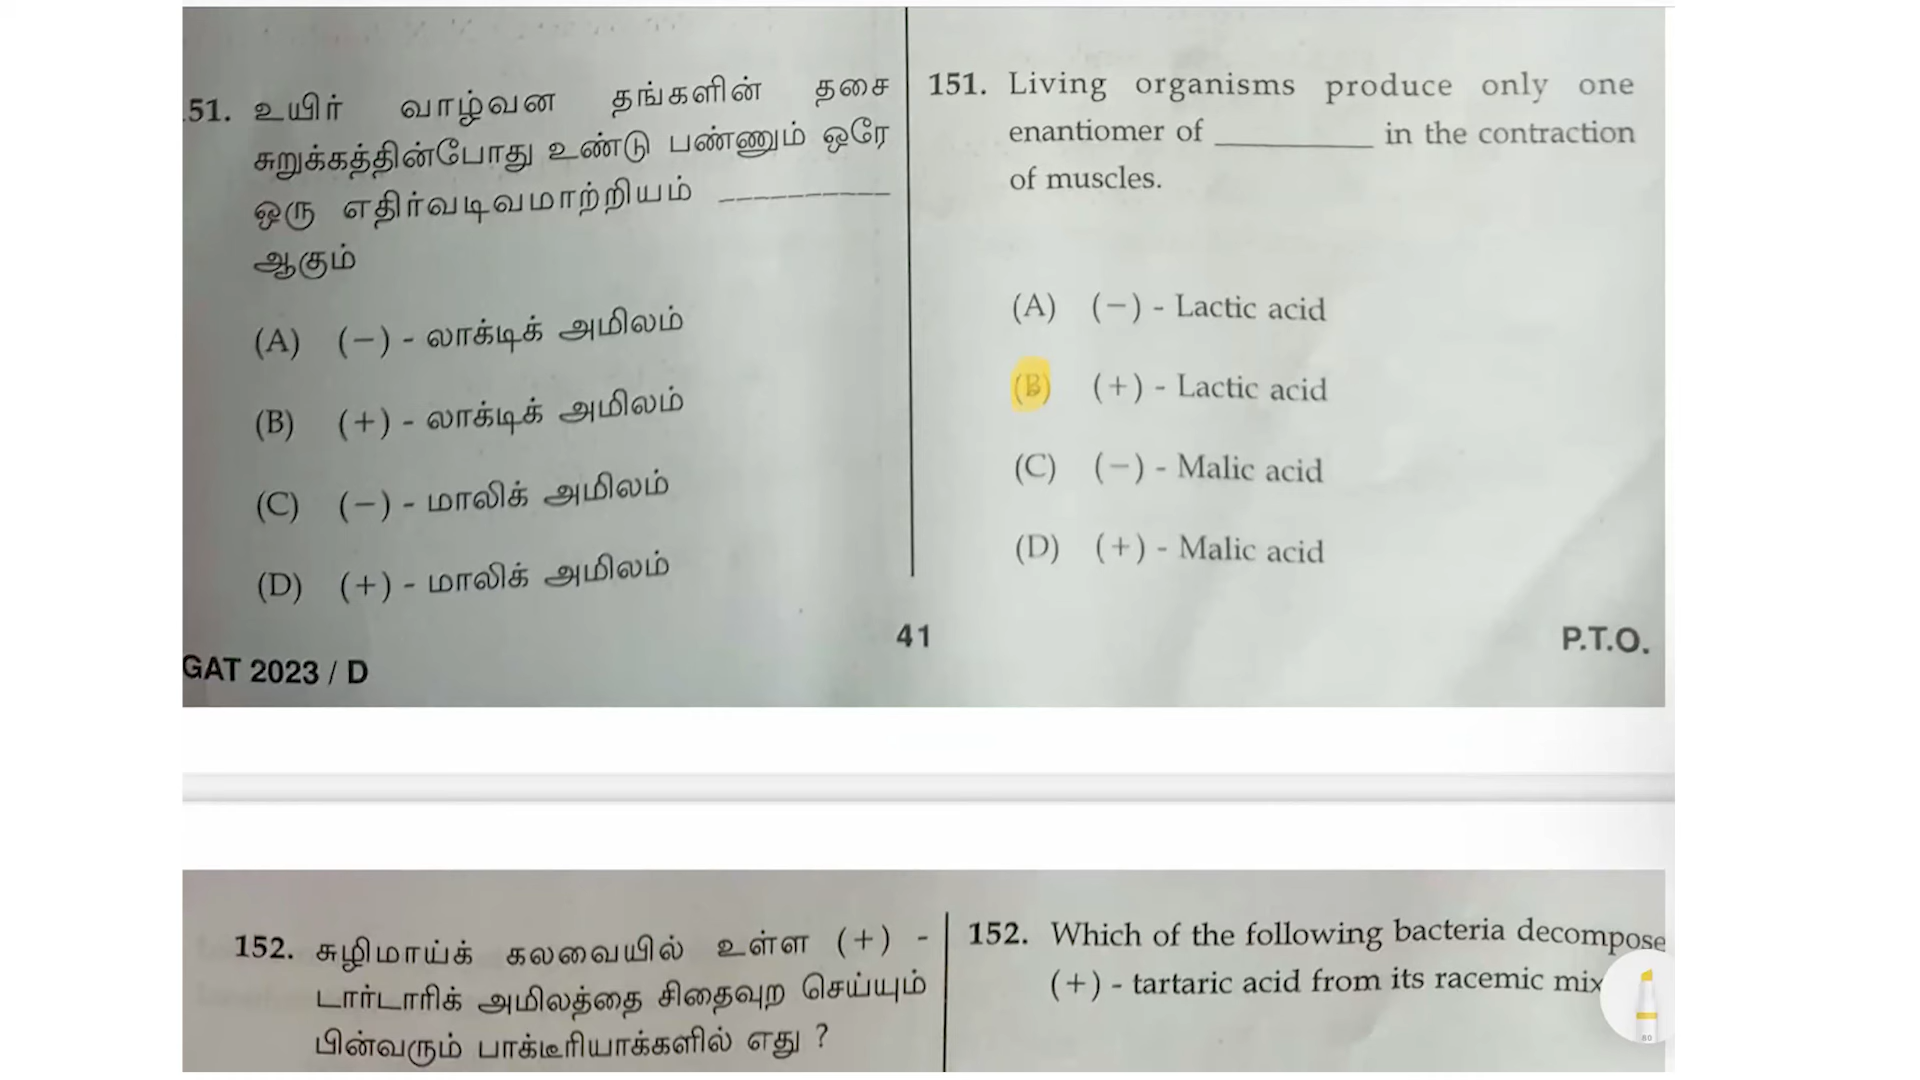 51. உயிர் வாழ்வன தங்களின் தசை
சுறுக்கத்தின்போது உண்டு பண்ணும் ஒரே
ஒரு எதிர்வடிவமாற்றியம் __________
ஆகும்
(A) (−) - லாக்டிக் அமிலம்
(B) (+) - லாக்டிக் அமிலம்
(C) (−) - மாலிக் அமிலம்
(D) (+) - மாலிக் அமிலம்
151. Living organisms produce only one
enantiomer of __________ in the contraction
of muscles.
(A) (−) - Lactic acid
(B) (+) - Lactic acid
(C) (−) - Malic acid
(D) (+) - Malic acid
41
P.T.O.
GAT 2023 / D
152. சுழிமாய்க் கலவையில் உள்ள (+) -
டார்டாரிக் அமிலத்தை சிதைவுற செய்யும்
பின்வரும் பாக்டீரியாக்களில் எது ?
152. Which of the following bacteria decompose
(+) - tartaric acid from its racemic mix
80